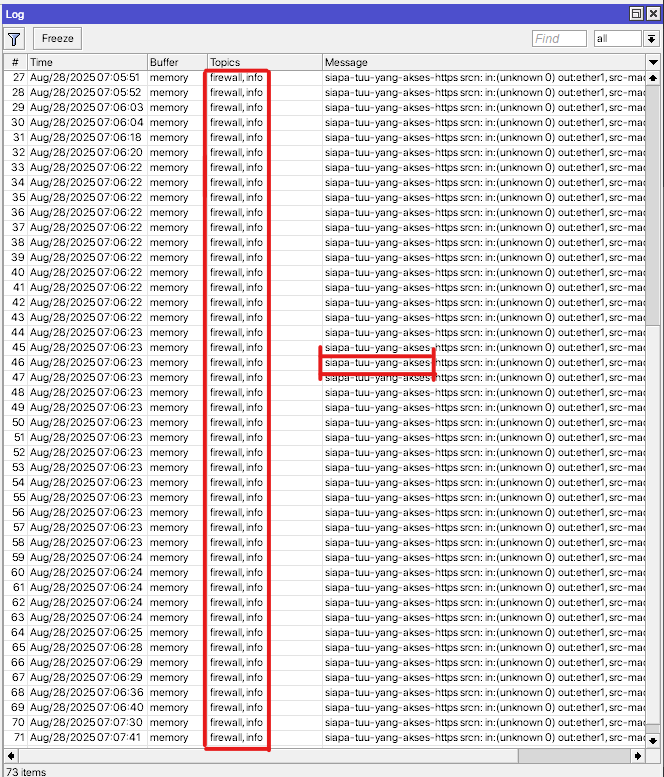 Log
Freeze Find all
# Time Buffer Topics Message
27 Aug/28/2025 07:05:51 memory firewall, info siapa-tuu-yang-akses-https srcn: in:(unknown 0) out:ether1, src-mac
28 Aug/28/2025 07:05:52 memory firewall, info siapa-tuu-yang-akses-https srcn: in:(unknown 0) out:ether1, src-mac
29 Aug/28/2025 07:06:03 memory firewall, info siapa-tuu-yang-akses-https srcn: in:(unknown 0) out:ether1, src-mac
30 Aug/28/2025 07:06:04 memory firewall, info siapa-tuu-yang-akses-https srcn: in:(unknown 0) out:ether1, src-mac
31 Aug/28/2025 07:06:18 memory firewall, info siapa-tuu-yang-akses-https srcn: in:(unknown 0) out:ether1, src-mac
32 Aug/28/2025 07:06:20 memory firewall, info siapa-tuu-yang-akses-https srcn: in:(unknown 0) out:ether1, src-mac
33 Aug/28/2025 07:06:22 memory firewall, info siapa-tuu-yang-akses-https srcn: in:(unknown 0) out:ether1, src-mac
34 Aug/28/2025 07:06:22 memory firewall, info siapa-tuu-yang-akses-https srcn: in:(unknown 0) out:ether1, src-mac
35 Aug/28/2025 07:06:22 memory firewall, info siapa-tuu-yang-akses-https srcn: in:(unknown 0) out:ether1, src-mac
36 Aug/28/2025 07:06:22 memory firewall, info siapa-tuu-yang-akses-https srcn: in:(unknown 0) out:ether1, src-mac
37 Aug/28/2025 07:06:22 memory firewall, info siapa-tuu-yang-akses-https srcn: in:(unknown 0) out:ether1, src-mac
38 Aug/28/2025 07:06:22 memory firewall, info siapa-tuu-yang-akses-https srcn: in:(unknown 0) out:ether1, src-mac
39 Aug/28/2025 07:06:22 memory firewall, info siapa-tuu-yang-akses-https srcn: in:(unknown 0) out:ether1, src-mac
40 Aug/28/2025 07:06:22 memory firewall, info siapa-tuu-yang-akses-https srcn: in:(unknown 0) out:ether1, src-mac
41 Aug/28/2025 07:06:22 memory firewall, info siapa-tuu-yang-akses-https srcn: in:(unknown 0) out:ether1, src-mac
42 Aug/28/2025 07:06:22 memory firewall, info siapa-tuu-yang-akses-https srcn: in:(unknown 0) out:ether1, src-mac
43 Aug/28/2025 07:06:22 memory firewall, info siapa-tuu-yang-akses-https srcn: in:(unknown 0) out:ether1, src-mac
44 Aug/28/2025 07:06:23 memory firewall, info siapa-tuu-yang-akses-https srcn: in:(unknown 0) out:ether1, src-mac
45 Aug/28/2025 07:06:23 memory firewall, info siapa-tuu-yang-akses-https srcn: in:(unknown 0) out:ether1, src-mac
46 Aug/28/2025 07:06:23 memory firewall, info siapa-tuu-yang-akses-https srcn: in:(unknown 0) out:ether1, src-mac
47 Aug/28/2025 07:06:23 memory firewall, info siapa-tuu-yang-akses-https srcn: in:(unknown 0) out:ether1, src-mac
48 Aug/28/2025 07:06:23 memory firewall, info siapa-tuu-yang-akses-https srcn: in:(unknown 0) out:ether1, src-mac
49 Aug/28/2025 07:06:23 memory firewall, info siapa-tuu-yang-akses-https srcn: in:(unknown 0) out:ether1, src-mac
50 Aug/28/2025 07:06:23 memory firewall, info siapa-tuu-yang-akses-https srcn: in:(unknown 0) out:ether1, src-mac
51 Aug/28/2025 07:06:23 memory firewall, info siapa-tuu-yang-akses-https srcn: in:(unknown 0) out:ether1, src-mac
52 Aug/28/2025 07:06:23 memory firewall, info siapa-tuu-yang-akses-https srcn: in:(unknown 0) out:ether1, src-mac
53 Aug/28/2025 07:06:23 memory firewall, info siapa-tuu-yang-akses-https srcn: in:(unknown 0) out:ether1, src-mac
54 Aug/28/2025 07:06:23 memory firewall, info siapa-tuu-yang-akses-https srcn: in:(unknown 0) out:ether1, src-mac
55 Aug/28/2025 07:06:23 memory firewall, info siapa-tuu-yang-akses-https srcn: in:(unknown 0) out:ether1, src-mac
56 Aug/28/2025 07:06:23 memory firewall, info siapa-tuu-yang-akses-https srcn: in:(unknown 0) out:ether1, src-mac
57 Aug/28/2025 07:06:23 memory firewall, info siapa-tuu-yang-akses-https srcn: in:(unknown 0) out:ether1, src-mac
58 Aug/28/2025 07:06:23 memory firewall, info siapa-tuu-yang-akses-https srcn: in:(unknown 0) out:ether1, src-mac
59 Aug/28/2025 07:06:24 memory firewall, info siapa-tuu-yang-akses-https srcn: in:(unknown 0) out:ether1, src-mac
60 Aug/28/2025 07:06:24 memory firewall, info siapa-tuu-yang-akses-https srcn: in:(unknown 0) out:ether1, src-mac
61 Aug/28/2025 07:06:24 memory firewall, info siapa-tuu-yang-akses-https srcn: in:(unknown 0) out:ether1, src-mac
62 Aug/28/2025 07:06:24 memory firewall, info siapa-tuu-yang-akses-https srcn: in:(unknown 0) out:ether1, src-mac
63 Aug/28/2025 07:06:24 memory firewall, info siapa-tuu-yang-akses-https srcn: in:(unknown 0) out:ether1, src-mac
64 Aug/28/2025 07:06:25 memory firewall, info siapa-tuu-yang-akses-https srcn: in:(unknown 0) out:ether1, src-mac
65 Aug/28/2025 07:06:28 memory firewall, info siapa-tuu-yang-akses-https srcn: in:(unknown 0) out:ether1, src-mac
66 Aug/28/2025 07:06:29 memory firewall, info siapa-tuu-yang-akses-https srcn: in:(unknown 0) out:ether1, src-mac
67 Aug/28/2025 07:06:29 memory firewall, info siapa-tuu-yang-akses-https srcn: in:(unknown 0) out:ether1, src-mac
68 Aug/28/2025 07:06:36 memory firewall, info siapa-tuu-yang-akses-https srcn: in:(unknown 0) out:ether1, src-mac
69 Aug/28/2025 07:06:40 memory firewall, info siapa-tuu-yang-akses-https srcn: in:(unknown 0) out:ether1, src-mac
70 Aug/28/2025 07:07:30 memory firewall, info siapa-tuu-yang-akses-https srcn: in:(unknown 0) out:ether1, src-mac
71 Aug/28/2025 07:07:41 memory firewall, info siapa-tuu-yang-akses-https srcn: in:(unknown 0) out:ether1, src-mac
73 items